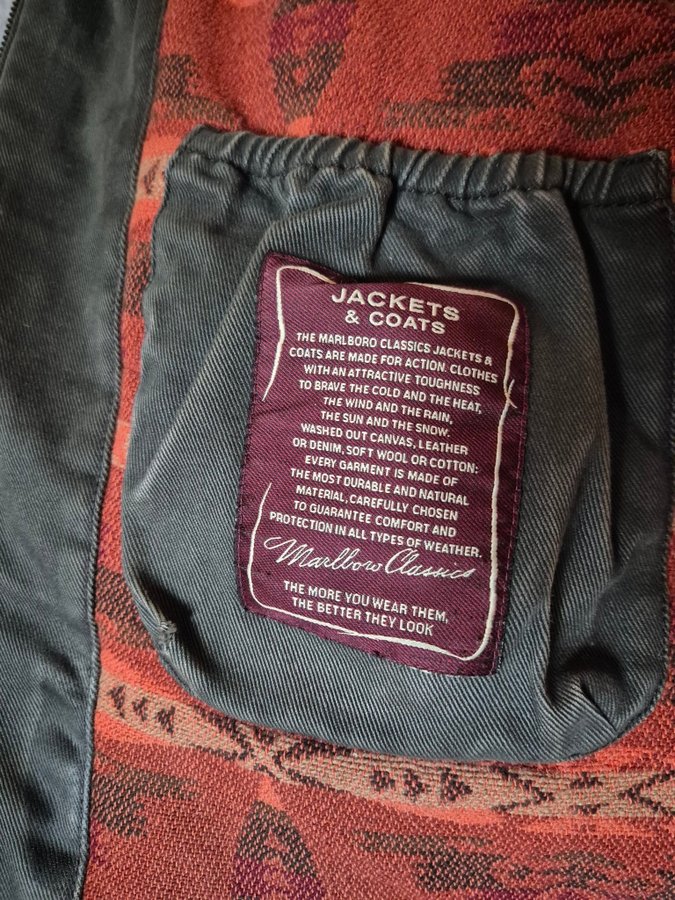 JACKETS
& COATS
THE MARLBORO CLASSICS JACKETS &
COATS ARE MADE FOR ACTION. CLOTHES
WITH AN ATTRACTIVE TOUGHNESS
TO BRAVE THE COLD AND THE HEAT,
THE WIND AND THE RAIN,
THE SUN AND THE SNOW.
WASHED OUT CANVAS, LEATHER
OR DENIM, SOFT WOOL OR COTTON:
EVERY GARMENT IS MADE OF
THE MOST DURABLE AND NATURAL
MATERIAL, CAREFULLY CHOSEN
TO GUARANTEE COMFORT AND
PROTECTION IN ALL TYPES OF WEATHER.
Marlboro Classics
THE MORE YOU WEAR THEM,
THE BETTER THEY LOOK